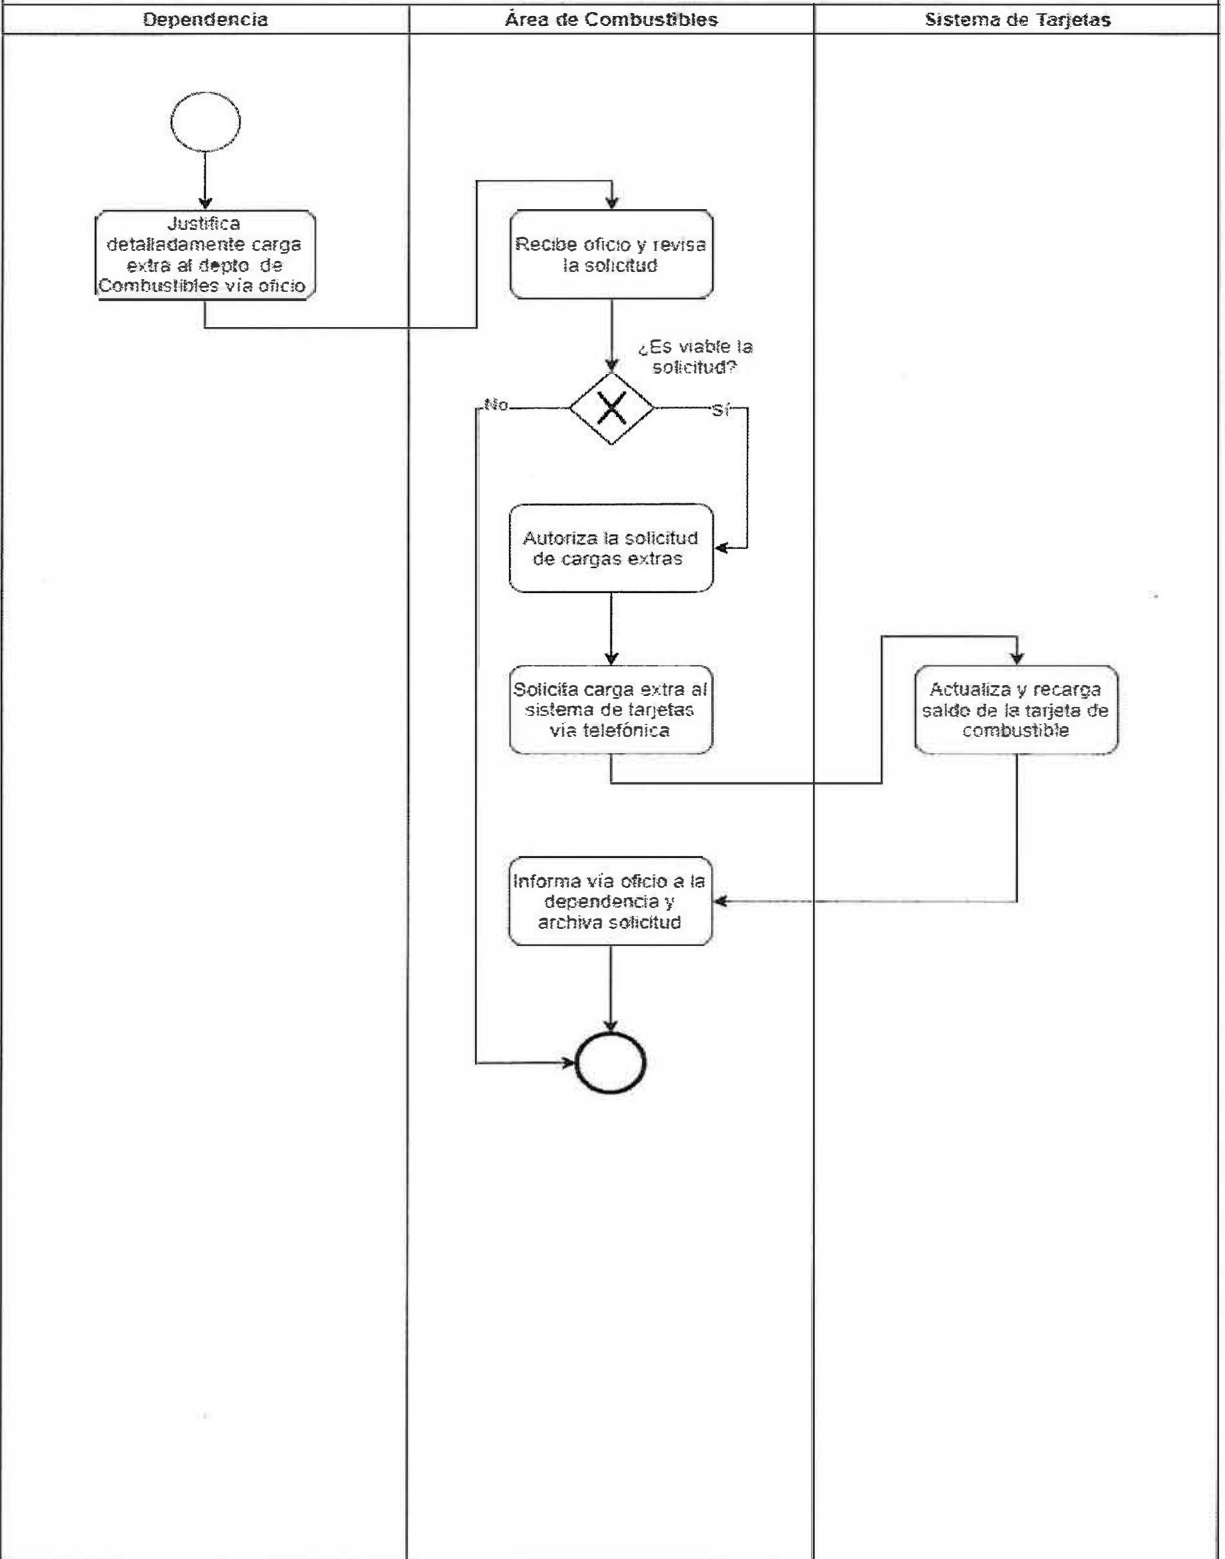 Dependencia
Área de Combustibles
Sistema de Tarjetas
Justifica
detalladamente carga
extra al depto de
Combustibles vía oficio
Recibe oficio y revisa
la solicitud
¿Es viable la
solicitud?
No
Sí
Autoriza la solicitud
de cargas extras
Solicita carga extra al
sistema de tarjetas
vía telefónica
Actualiza y recarga
saldo de la tarjeta de
combustible
Informa vía oficio a la
dependencia y
archiva solicitud